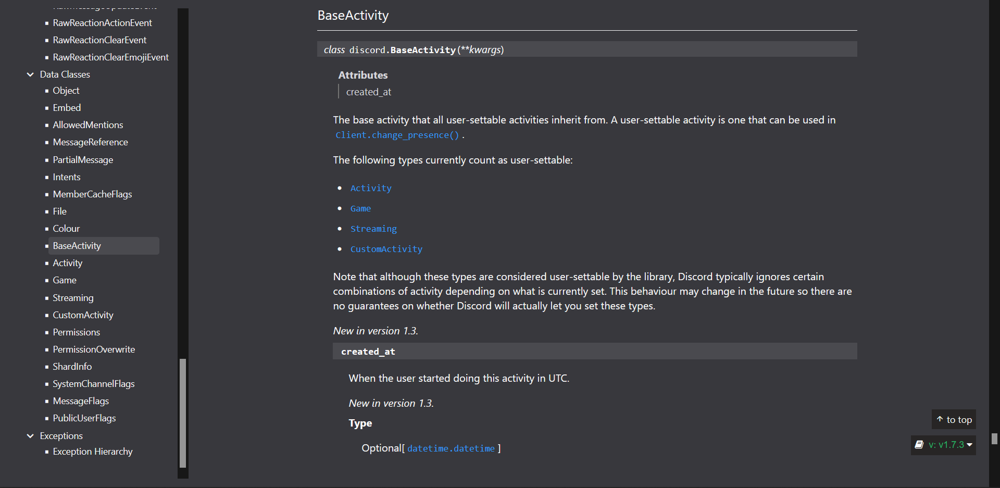 RawReactionActionEvent
RawReactionClearEvent
RawReactionClearEmojiEvent
Data Classes
Object
Embed
AllowedMentions
MessageReference
PartialMessage
Intents
MemberCacheFlags
File
Colour
BaseActivity
Activity
Game
Streaming
CustomActivity
Permissions
PermissionOverwrite
ShardInfo
SystemChannelFlags
MessageFlags
PublicUserFlags
Exceptions
Exception Hierarchy
BaseActivity
class discord.BaseActivity(**kwargs)
Attributes
created_at
The base activity that all user-settable activities inherit from. A user-settable activity is one that can be used in
Client.change_presence() .
The following types currently count as user-settable:
• Activity
• Game
• Streaming
• CustomActivity
Note that although these types are considered user-settable by the library, Discord typically ignores certain
combinations of activity depending on what is currently set. This behaviour may change in the future so there are
no guarantees on whether Discord will actually let you set these types.
New in version 1.3.
created_at
When the user started doing this activity in UTC.
New in version 1.3.
Type
Optional[ datetime.datetime ]
↑ to top
v: v1.7.3